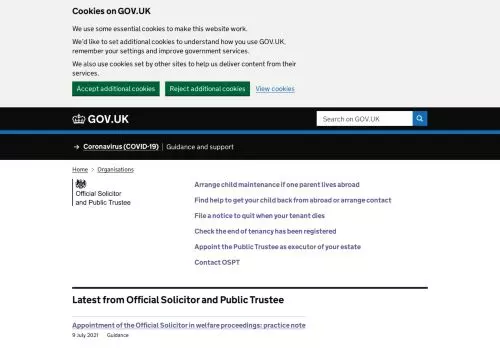 Cookies on GOV.UK
We use some essential cookies to make this website work.
We'd like to set additional cookies to understand how you use GOV.UK,
remember your settings and improve government services.
We also use cookies set by other sites to help us deliver content from their
services.
Accept additional cookies Reject additional cookies View cookies
GOV.UK Search on GOV.UK
→ Coronavirus (COVID-19) Guidance and support
Home > Organisations
Official Solicitor
and Public Trustee
Arrange child maintenance if one parent lives abroad
Find help to get your child back from abroad or arrange contact
File a notice to quit when your tenant dies
Check the end of tenancy has been registered
Appoint the Public Trustee as executor of your estate
Contact OSPT
Latest from Official Solicitor and Public Trustee
Appointment of the Official Solicitor in welfare proceedings: practice note
9 July 2021 Guidance